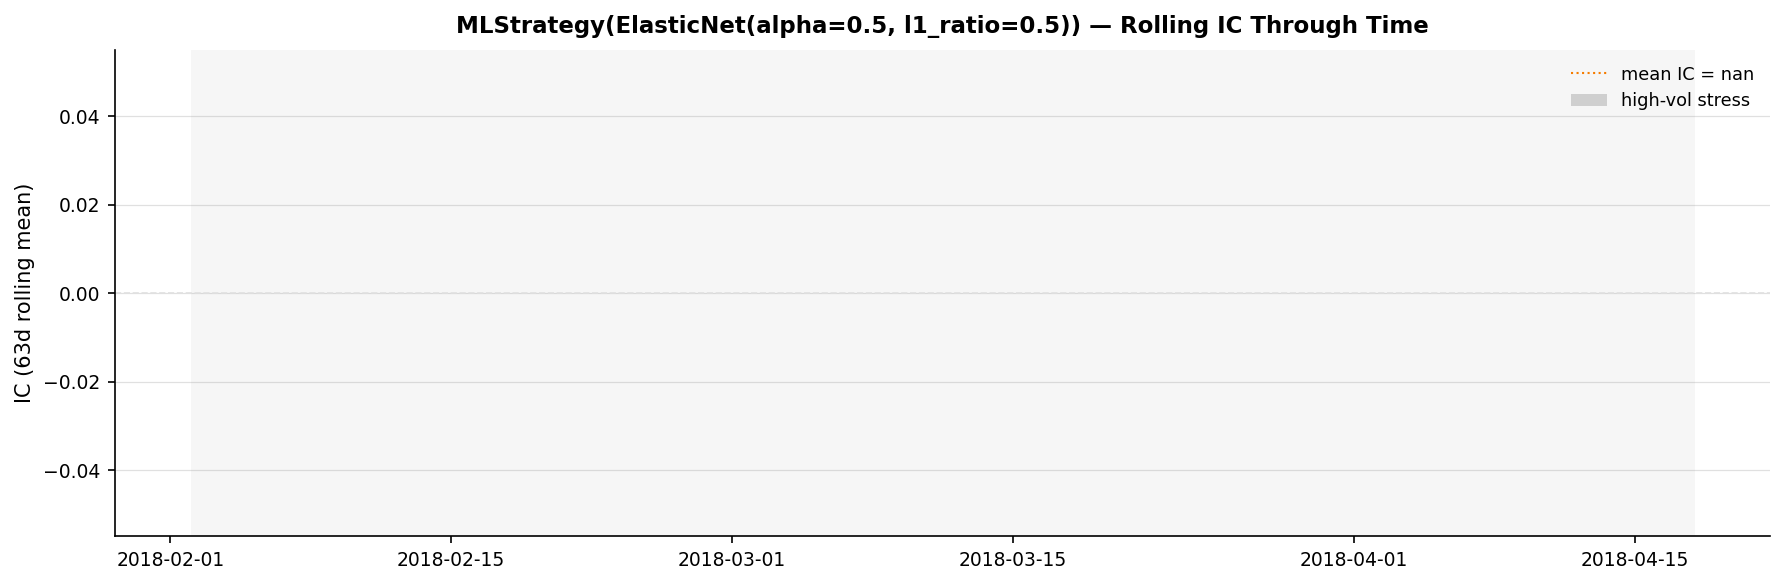 MLStrategy(ElasticNet(alpha=0.5, l1_ratio=0.5)) — Rolling IC Through Time
mean IC = nan
high-vol stress
IC (63d rolling mean)
0.04
0.02
0.00
−0.02
−0.04
2018-02-01
2018-02-15
2018-03-01
2018-03-15
2018-04-01
2018-04-15